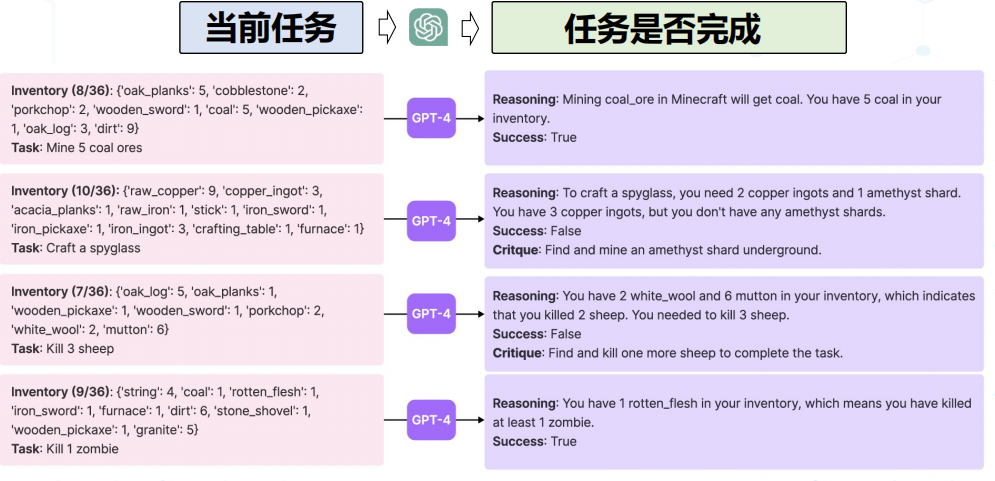 当前任务
任务是否完成
Inventory (8/36): {'oak_planks': 5, 'cobblestone': 2,
'porkchop': 2, 'wooden_sword': 1, 'coal': 5, 'wooden_pickaxe':
1, 'oak_log': 3, 'dirt': 9}
Task: Mine 5 coal ores
GPT-4
Reasoning: Mining coal_ore in Minecraft will get coal. You have 5 coal in your
inventory.
Success: True
Inventory (10/36): {'raw_copper': 9, 'copper_ingot': 3,
'acacia_planks': 1, 'raw_iron': 1, 'stick': 1, 'iron_sword': 1,
'iron_pickaxe': 1, 'iron_ingot': 3, 'crafting_table': 1, 'furnace': 1}
Task: Craft a spyglass
GPT-4
Reasoning: To craft a spyglass, you need 2 copper ingots and 1 amethyst shard.
You have 3 copper ingots, but you don't have any amethyst shards.
Success: False
Critque: Find and mine an amethyst shard underground.
Inventory (7/36): {'oak_log': 5, 'oak_planks': 1,
'wooden_pickaxe': 1, 'wooden_sword': 1, 'porkchop': 2,
'white_wool': 2, 'mutton': 6}
Task: Kill 3 sheep
GPT-4
Reasoning: You have 2 white_wool and 6 mutton in your inventory, which indicates
that you killed 2 sheep. You needed to kill 3 sheep.
Success: False
Critique: Find and kill one more sheep to complete the task.
Inventory (9/36): {'string': 4, 'coal': 1, 'rotten_flesh': 1,
'iron_sword': 1, 'furnace': 1, 'dirt': 6, 'stone_shovel': 1,
'wooden_pickaxe': 1, 'granite': 5}
Task: Kill 1 zombie
GPT-4
Reasoning: You have 1 rotten_flesh in your inventory, which means you have killed
at least 1 zombie.
Success: True